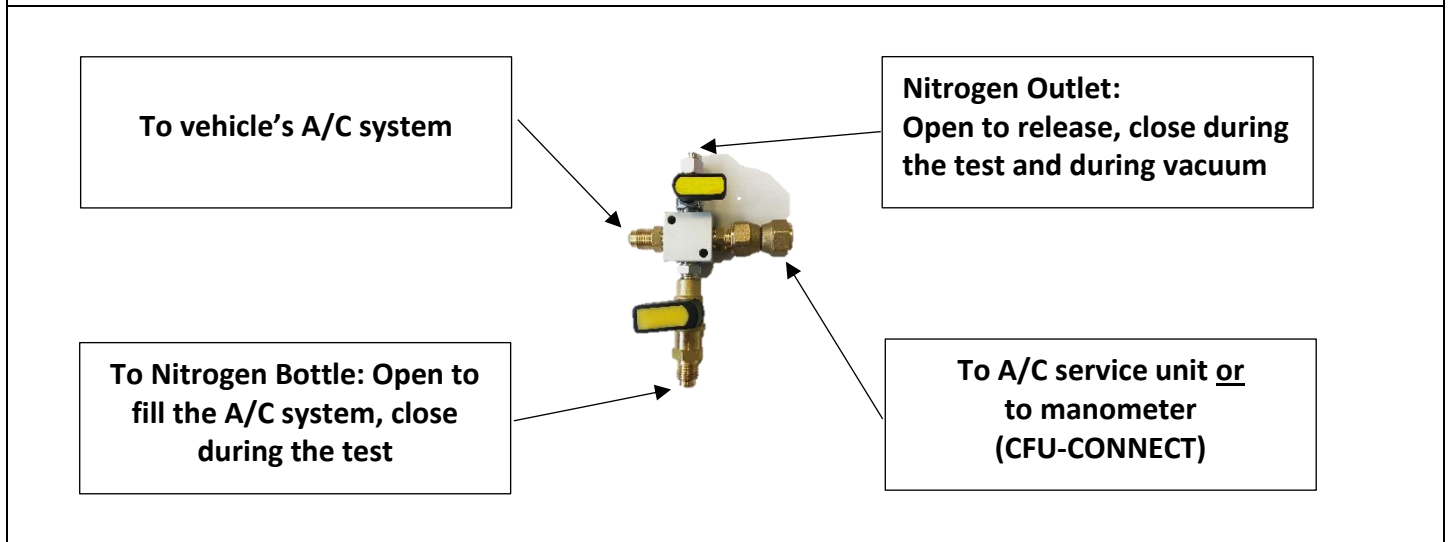 To vehicle’s A/C system
Nitrogen Outlet:
Open to release, close during
the test and during vacuum
To Nitrogen Bottle: Open to
fill the A/C system, close
during the test
To A/C service unit or
to manometer
(CFU-CONNECT)